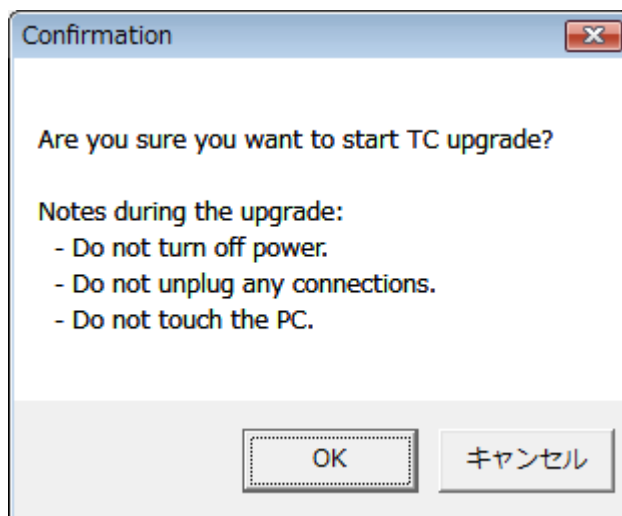 Confirmation
Are you sure you want to start TC upgrade?
Notes during the upgrade:
- Do not turn off power.
- Do not unplug any connections.
- Do not touch the PC.
OK
キャンセル